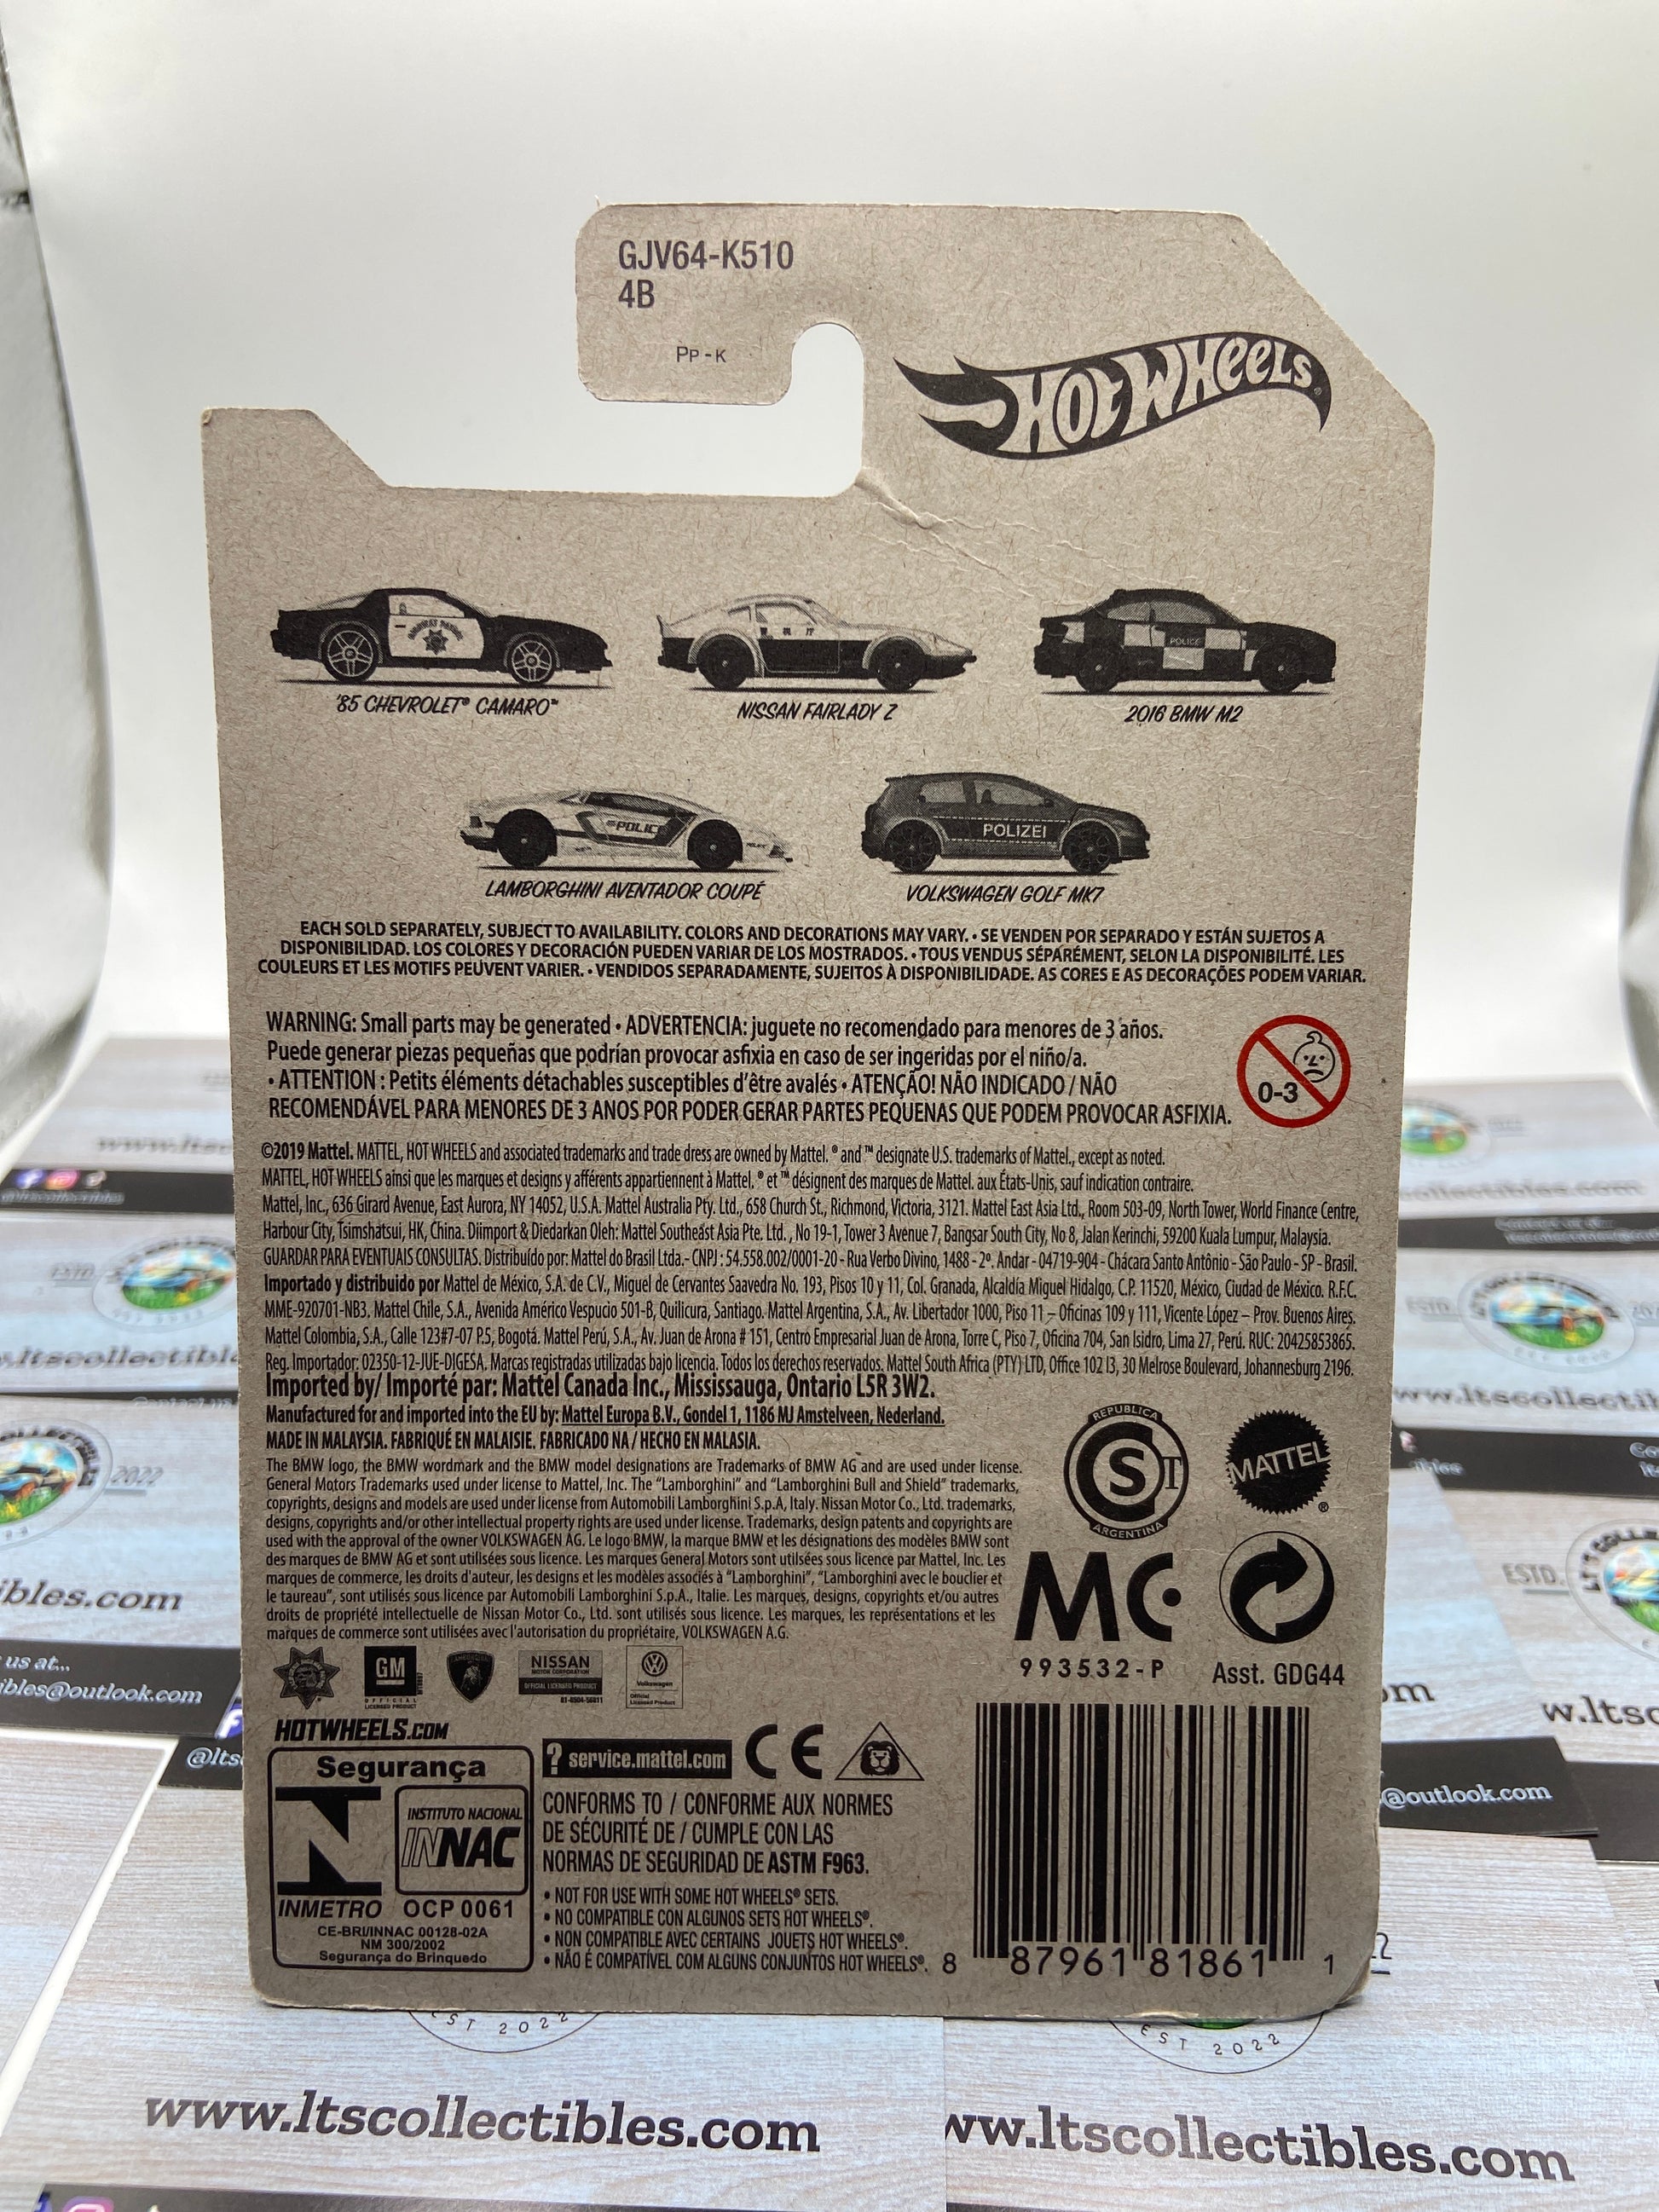 GJV64-K510
4B
Pp - K
HOT WHEELS®
HIGHWAY PATROL
POLICE
'85 CHEVROLET® CAMARO™
NISSAN FAIRLADY Z
2016 BMW M2
POLICE
POLIZEI
LAMBORGHINI AVENTADOR COUPÉ
VOLKSWAGEN GOLF MK7
EACH SOLD SEPARATELY, SUBJECT TO AVAILABILITY. COLORS AND DECORATIONS MAY VARY. • SE VENDEN POR SEPARADO Y ESTÁN SUJETOS A
DISPONIBILIDAD. LOS COLORES Y DECORACIÓN PUEDEN VARIAR DE LOS MOSTRADOS. • TOUS VENDUS SÉPARÉMENT, SELON LA DISPONIBILITÉ. LES
COULEURS ET LES MOTIFS PEUVENT VARIER. • VENDIDOS SEPARADAMENTE, SUJEITOS À DISPONIBILIDADE. AS CORES E AS DECORAÇÕES PODEM VARIAR.
WARNING: Small parts may be generated • ADVERTENCIA: juguete no recomendado para menores de 3 años.
Puede generar piezas pequeñas que podrían provocar asfixia en caso de ser ingeridas por el niño/a.
• ATTENTION : Petits éléments détachables susceptibles d'être avalés • ATENÇÃO! NÃO INDICADO / NÃO
RECOMENDÁVEL PARA MENORES DE 3 ANOS POR PODER GERAR PARTES PEQUENAS QUE PODEM PROVOCAR ASFIXIA.
0-3
©2019 Mattel. MATTEL, HOT WHEELS and associated trademarks and trade dress are owned by Mattel. ® and ™ designate U.S. trademarks of Mattel., except as noted.
MATTEL, HOT WHEELS ainsi que les marques et designs y afférents appartiennent à Mattel. ® et ™ désignent des marques de Mattel. aux États-Unis, sauf indication contraire.
Mattel, Inc., 636 Girard Avenue, East Aurora, NY 14052, U.S.A. Mattel Australia Pty. Ltd., 658 Church St., Richmond, Victoria, 3121. Mattel East Asia Ltd., Room 503-09, North Tower, World Finance Centre,
Harbour City, Tsimshatsui, HK, China. Diimport & Diedarkan Oleh: Mattel Southeast Asia Pte. Ltd. , No 19-1, Tower 3 Avenue 7, Bangsar South City, No 8, Jalan Kerinchi, 59200 Kuala Lumpur, Malaysia.
GUARDAR PARA EVENTUAIS CONSULTAS. Distribuído por: Mattel do Brasil Ltda.- CNPJ : 54.558.002/0001-20 - Rua Verbo Divino, 1488 - 2º. Andar - 04719-904 - Chácara Santo Antônio - São Paulo - SP - Brasil.
Importado y distribuido por Mattel de México, S.A. de C.V., Miguel de Cervantes Saavedra No. 193, Pisos 10 y 11, Col. Granada, Alcaldía Miguel Hidalgo, C.P. 11520, México, Ciudad de México. R.F.C.
MME-920701-NB3. Mattel Chile, S.A., Avenida Américo Vespucio 501-B, Quilicura, Santiago. Mattel Argentina, S.A., Av. Libertador 1000, Piso 11 – Oficinas 109 y 111, Vicente López – Prov. Buenos Aires.
Mattel Colombia, S.A., Calle 123#7-07 P.5, Bogotá. Mattel Perú, S.A., Av. Juan de Arona # 151, Centro Empresarial Juan de Arona, Torre C, Piso 7, Oficina 704, San Isidro, Lima 27, Perú. RUC: 20425853865.
Reg. Importador: 02350-12-JUE-DIGESA. Marcas registradas utilizadas bajo licencia. Todos los derechos reservados. Mattel South Africa (PTY) LTD, Office 102 I3, 30 Melrose Boulevard, Johannesburg 2196.
Imported by/ Importé par: Mattel Canada Inc., Mississauga, Ontario L5R 3W2.
Manufactured for and imported into the EU by: Mattel Europa B.V., Gondel 1, 1186 MJ Amstelveen, Nederland.
MADE IN MALAYSIA. FABRIQUÉ EN MALAISIE. FABRICADO NA / HECHO EN MALASIA.
The BMW logo, the BMW wordmark and the BMW model designations are Trademarks of BMW AG and are used under license.
General Motors Trademarks used under license to Mattel, Inc. The “Lamborghini” and “Lamborghini Bull and Shield” trademarks,
copyrights, designs and models are used under license from Automobili Lamborghini S.p.A, Italy. Nissan Motor Co., Ltd. trademarks,
designs, copyrights and/or other intellectual property rights are used under license. Trademarks, design patents and copyrights are
used with the approval of the owner VOLKSWAGEN AG. Le logo BMW, la marque BMW et les désignations des modèles BMW sont
des marques de BMW AG et sont utilisées sous licence. Les marques General Motors sont utilsées sous licence par Mattel, Inc. Les
marques de commerce, les droits d'auteur, les designs et les modèles associés à “Lamborghini”, “Lamborghini avec le bouclier et
le taureau”, sont utilisés sous licence par Automobili Lamborghini S.p.A., Italie. Les marques, designs, copyrights et/ou autres
droits de propriété intellectuelle de Nissan Motor Co., Ltd. sont utilisés sous licence. Les marques, les représentations et les
marques de commerce sont utilisées avec l'autorisation du propriétaire, VOLKSWAGEN A.G.
REPUBLICA
CST
ARGENTINA
MATTEL®
MC
993532-P
Asst. GDG44
GM
OFFICIAL
LICENSED PRODUCT
NISSAN
MOTOR CORPORATION
OFFICIAL LICENSED PRODUCT
Volkswagen
Official
Licensed Product
HOTWHEELS.COM
Segurança
INSTITUTO NACIONAL
INNAC
INMETRO OCP 0061
CE-BRI/INNAC 00128-02A
NM 300/2002
Segurança do Brinquedo
? service.mattel.com
CE
CONFORMS TO / CONFORME AUX NORMES
DE SÉCURITÉ DE / CUMPLE CON LAS
NORMAS DE SEGURIDAD DE ASTM F963.
• NOT FOR USE WITH SOME HOT WHEELS® SETS.
• NO COMPATIBLE CON ALGUNOS SETS HOT WHEELS®.
• NON COMPATIBLE AVEC CERTAINS JOUETS HOT WHEELS®.
• NÃO É COMPATÍVEL COM ALGUNS CONJUNTOS HOT WHEELS®.
8 87961 81861 1
EST 2022
EST 2022
www.ltscollectibles.com
www.ltscollectibles.com